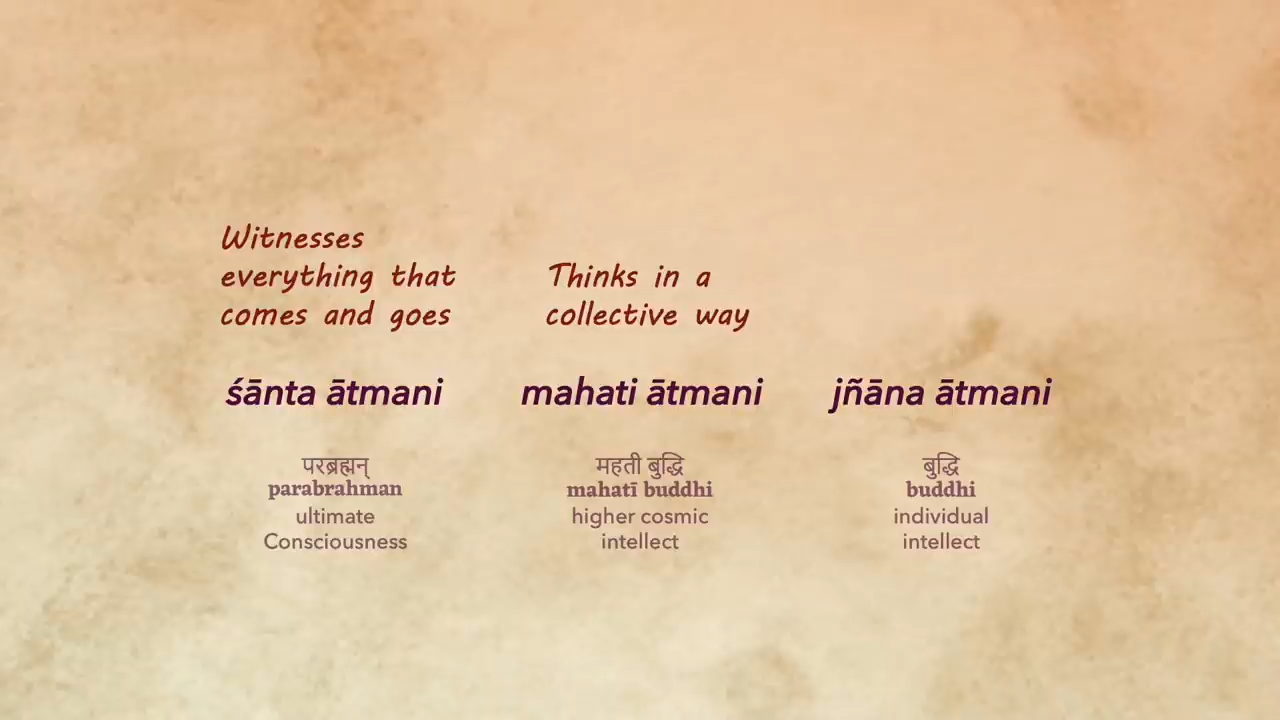 Witnesses
everything that
comes and goes
Thinks in a
collective way
śānta ātmani
mahati ātmani
jñāna ātmani
परब्रह्मन्
parabrahman
ultimate
Consciousness
महती बुद्धि
mahatī buddhi
higher cosmic
intellect
बुद्धि
buddhi
individual
intellect